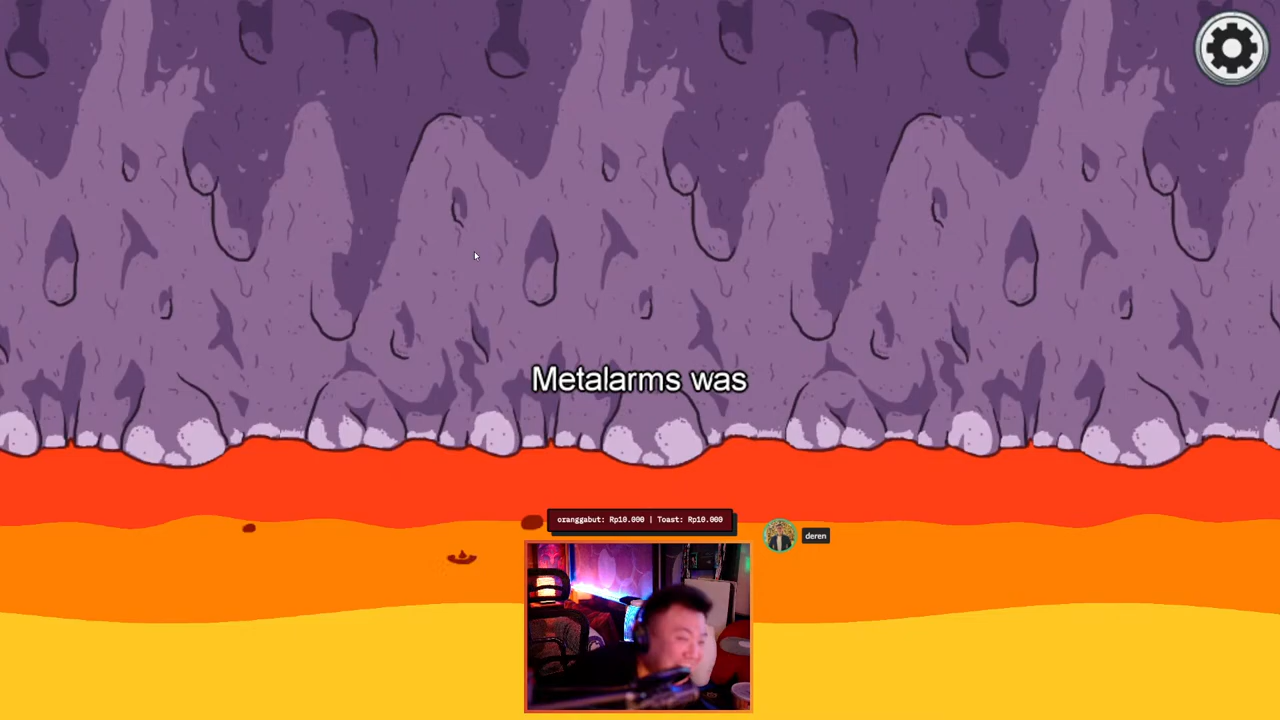 Metalarms was
oranggabut: Rp10.000 | Toast: Rp10.000
deren